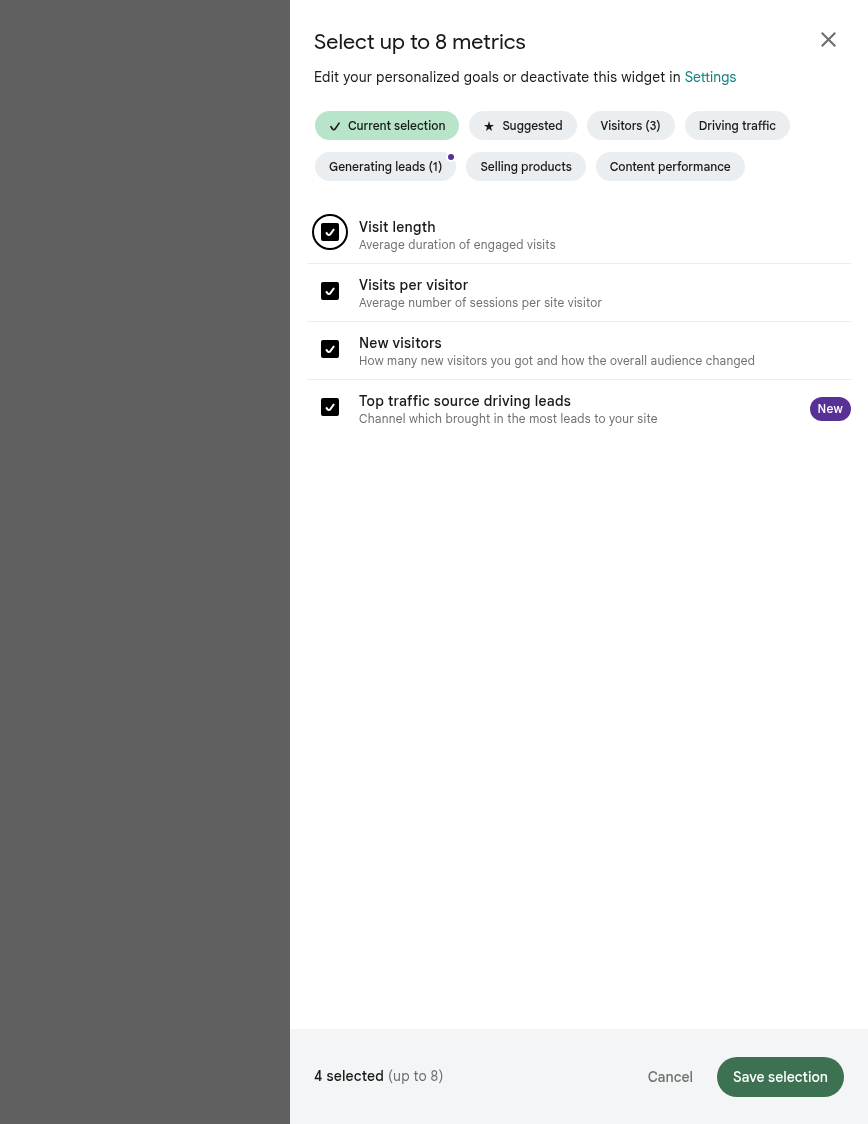 Select up to 8 metrics
Edit your personalized goals or deactivate this widget in Settings
Current selection
Suggested
Visitors (3)
Driving traffic
Generating leads (1)
Selling products
Content performance
Visit length
Average duration of engaged visits
Visits per visitor
Average number of sessions per site visitor
New visitors
How many new visitors you got and how the overall audience changed
Top traffic source driving leads
New
Channel which brought in the most leads to your site
4 selected (up to 8)
Cancel
Save selection